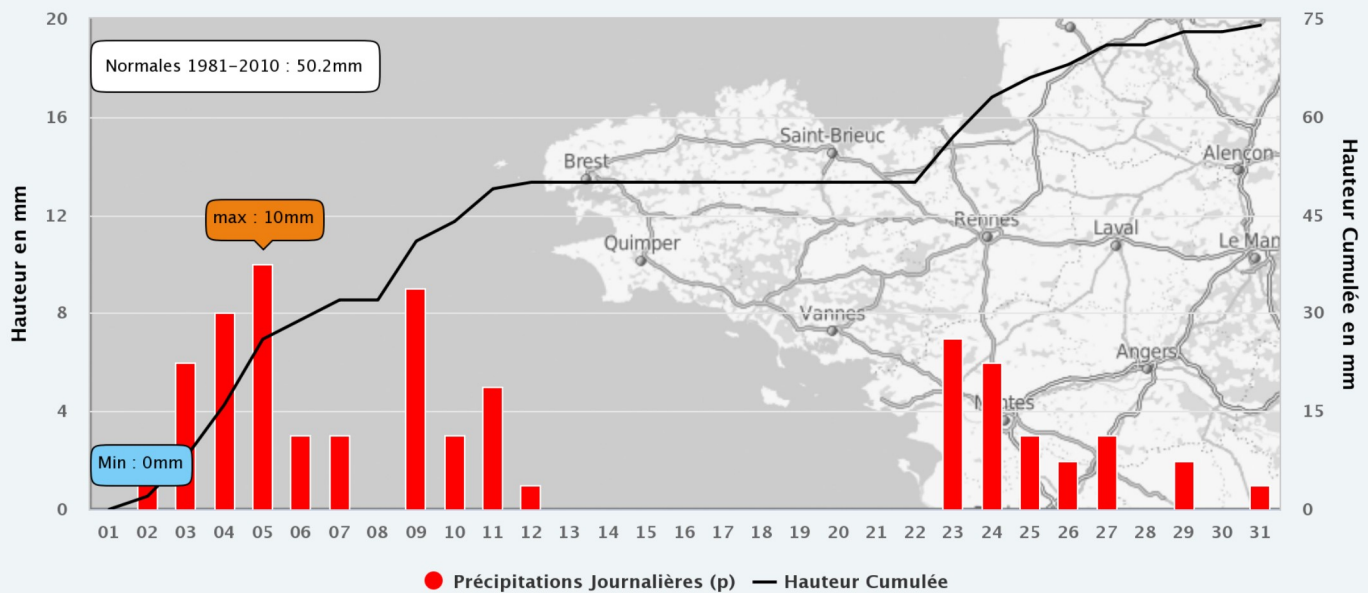 20
16
12
8
4
0
Hauteur en mm
Normales 1981-2010 : 50.2mm
max : 10mm
Min : 0mm
Brest
Saint-Brieuc
Alençon
Quimper
Rennes
Laval
Le Man
Vannes
Angers
75
60
45
30
15
0
Hauteur Cumulée en mm
01 02 03 04 05 06 07 08 09 10 11 12 13 14 15 16 17 18 19 20 21 22 23 24 25 26 27 28 29 30 31
Précipitations Journalières (p) Hauteur Cumulée